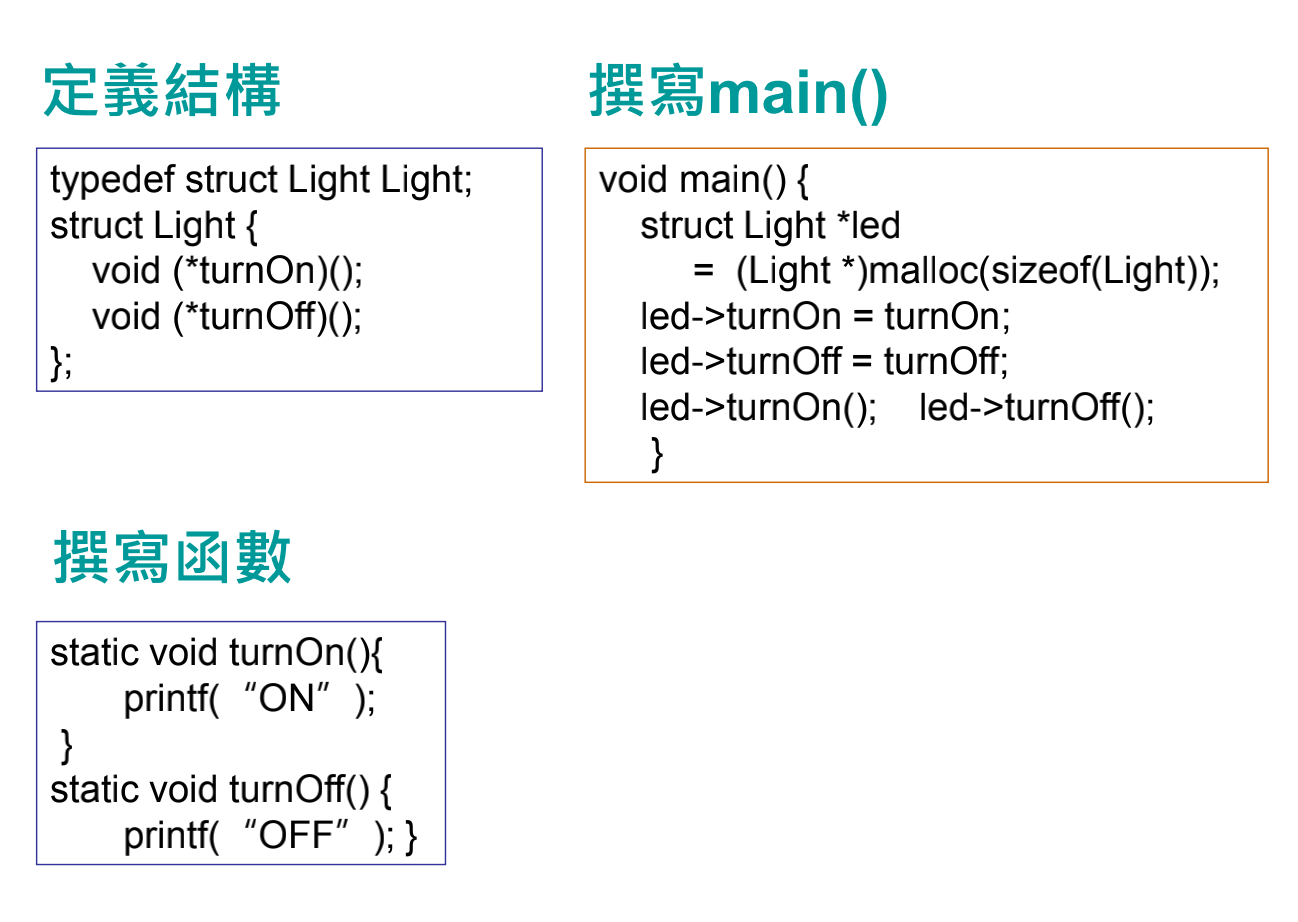 定義結構
typedef struct Light Light;
struct Light {
void (*turnOn)();
void (*turnOff)();
};
撰寫main()
void main() {
struct Light *led
= (Light *)malloc(sizeof(Light));
led->turnOn = turnOn;
led->turnOff = turnOff;
led->turnOn(); led->turnOff();
}
撰寫函數
static void turnOn(){
printf( “ON” );
}
static void turnOff() {
printf( “OFF” ); }